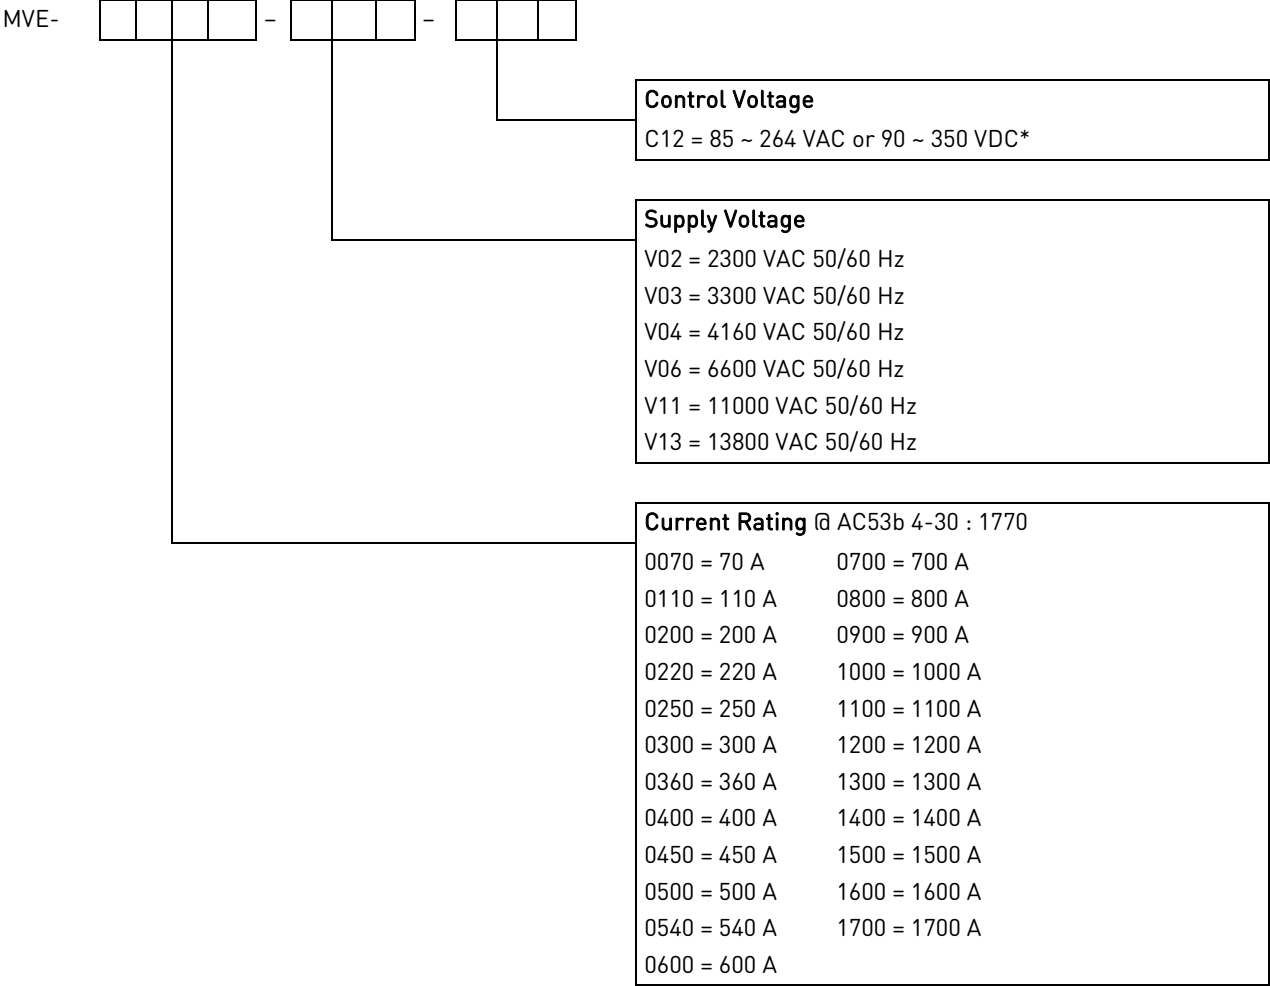 MVE- – –
Control Voltage
C12 = 85 ~ 264 VAC or 90 ~ 350 VDC*
Supply Voltage
V02 = 2300 VAC 50/60 Hz
V03 = 3300 VAC 50/60 Hz
V04 = 4160 VAC 50/60 Hz
V06 = 6600 VAC 50/60 Hz
V11 = 11000 VAC 50/60 Hz
V13 = 13800 VAC 50/60 Hz
Current Rating @ AC53b 4-30 : 1770
0070 = 70 A 0700 = 700 A
0110 = 110 A 0800 = 800 A
0200 = 200 A 0900 = 900 A
0220 = 220 A 1000 = 1000 A
0250 = 250 A 1100 = 1100 A
0300 = 300 A 1200 = 1200 A
0360 = 360 A 1300 = 1300 A
0400 = 400 A 1400 = 1400 A
0450 = 450 A 1500 = 1500 A
0500 = 500 A 1600 = 1600 A
0540 = 540 A 1700 = 1700 A
0600 = 600 A